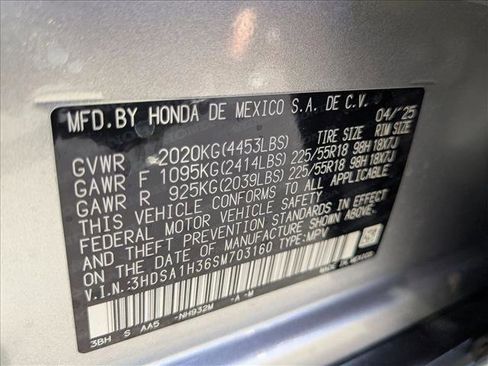 MFD.BY HONDA DE MEXICO S.A. DE C.V. 04/'25
TIRE SIZE RIM SIZE
GVWR 2020KG(4453LBS)
GAWR F 1095KG(2414LBS) 225/55R18 98H 18X7J
GAWR R 925KG(2039LBS) 225/55R18 98H 18X7J
THIS VEHICLE CONFORMS TO ALL APPLICABLE
FEDERAL MOTOR VEHICLE SAFETY
AND THEFT PREVENTION STANDARDS IN EFFECT
ON THE DATE OF MANUFACTURE SHOWN ABOVE.
V.I.N.:3HDSA1H36SM703160 TYPE:MPV
MADE IN MEXICO
3BH S AA5 -NH932M -A -M